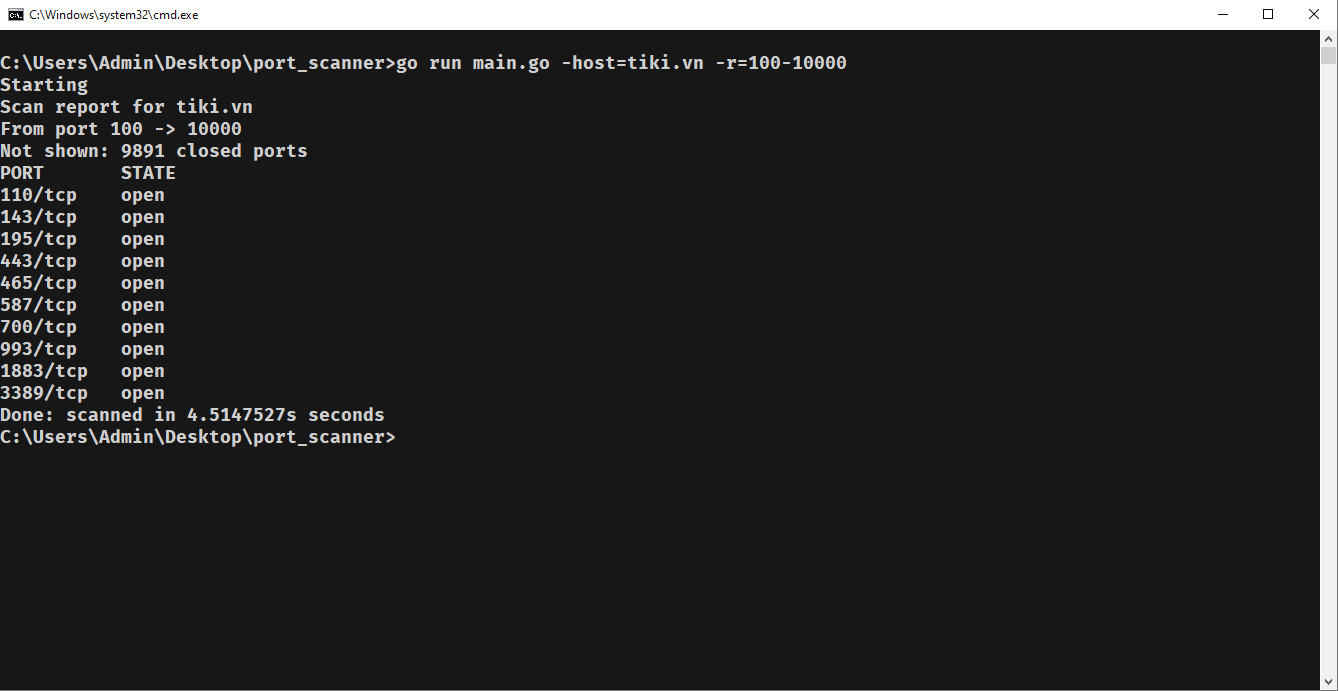 C:\Windows\system32\cmd.exe
C:\Users\Admin\Desktop\port_scanner>go run main.go -host=tiki.vn -r=100-10000
Starting
Scan report for tiki.vn
From port 100 -> 10000
Not shown: 9891 closed ports
PORT       STATE
110/tcp    open
143/tcp    open
195/tcp    open
443/tcp    open
465/tcp    open
587/tcp    open
700/tcp    open
993/tcp    open
1883/tcp   open
3389/tcp   open
Done: scanned in 4.5147527s seconds
C:\Users\Admin\Desktop\port_scanner>